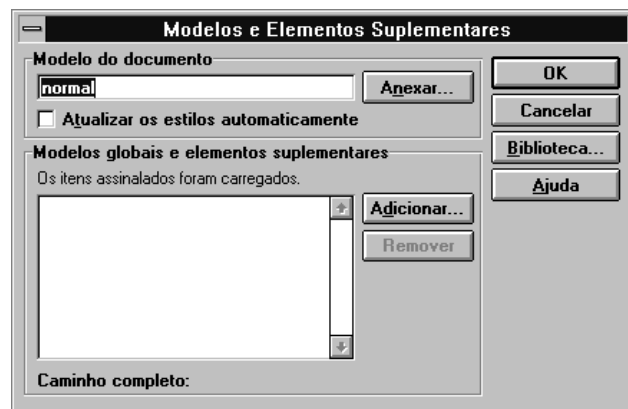 Modelos e Elementos Suplementares
Modelo do documento
normal
Anexar...
Atualizar os estilos automaticamente
OK
Cancelar
Biblioteca...
Ajuda
Modelos globais e elementos suplementares
Os itens assinalados foram carregados.
Adicionar...
Remover
Caminho completo: